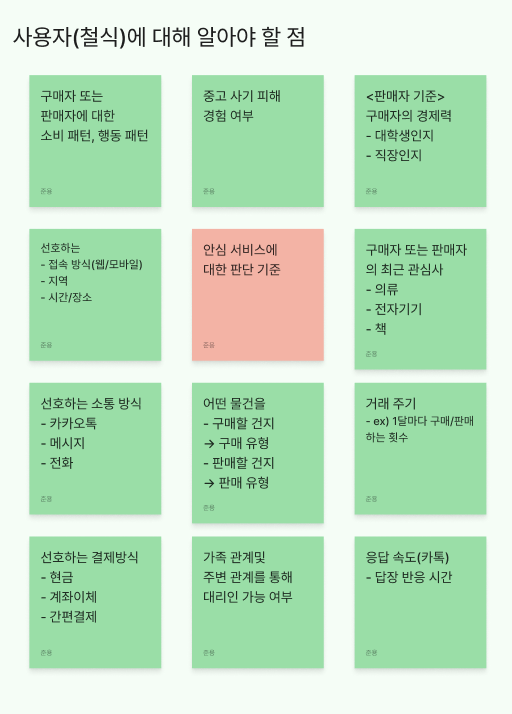 사용자(철식)에 대해 알아야 할 점
구매자 또는
판매자에 대한
소비 패턴, 행동 패턴
준용
중고 사기 피해
경험 여부
준용
<판매자 기준>
구매자의 경제력
- 대학생인지
- 직장인지
준용
선호하는
- 접속 방식(웹/모바일)
- 지역
- 시간/장소
준용
안심 서비스에
대한 판단 기준
준용
구매자 또는 판매자
의 최근 관심사
- 의류
- 전자기기
- 책
준용
선호하는 소통 방식
- 카카오톡
- 메시지
- 전화
준용
어떤 물건을
- 구매할 건지
→ 구매 유형
- 판매할 건지
→ 판매 유형
준용
거래 주기
- ex) 1달마다 구매/판매
하는 횟수
준용
선호하는 결제방식
- 현금
- 계좌이체
- 간편결제
준용
가족 관계및
주변 관계를 통해
대리인 가능 여부
준용
응답 속도(카톡)
- 답장 반응 시간
준용